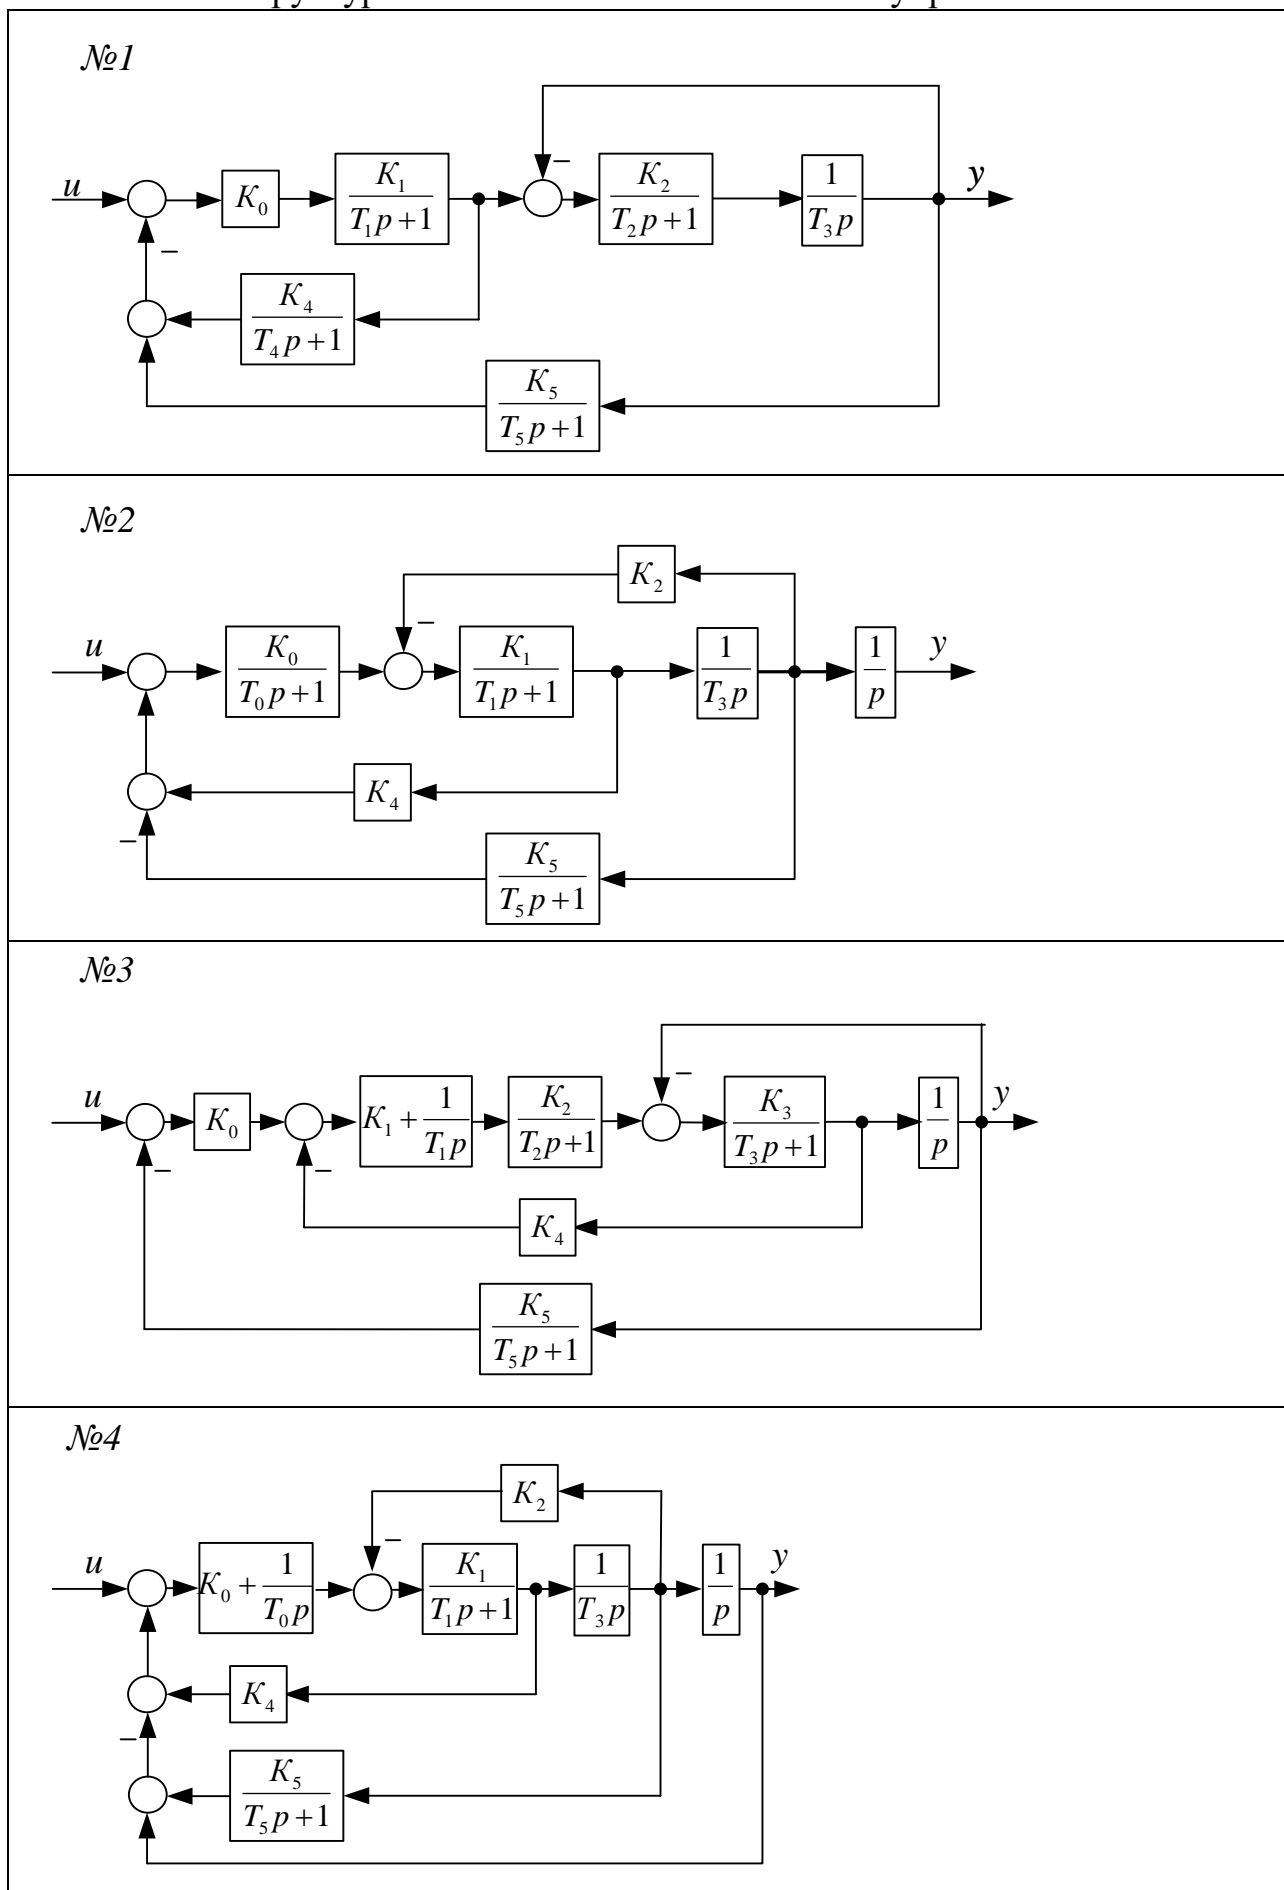 №1
u
K₀
K₁
T₁p+1
−
K₂
T₂p+1
1
T₃p
y
−
K₄
T₄p+1
K₅
T₅p+1
№2
K₂
u
K₀
T₀p+1
−
K₁
T₁p+1
1
T₃p
1
p
y
K₄
−
K₅
T₅p+1
№3
u
K₀
K₁ + 1
T₁p
K₂
T₂p+1
−
K₃
T₃p+1
1
p
y
−
−
K₄
K₅
T₅p+1
№4
K₂
u
K₀ + 1
T₀p
−
K₁
T₁p+1
1
T₃p
1
p
y
K₄
−
K₅
T₅p+1